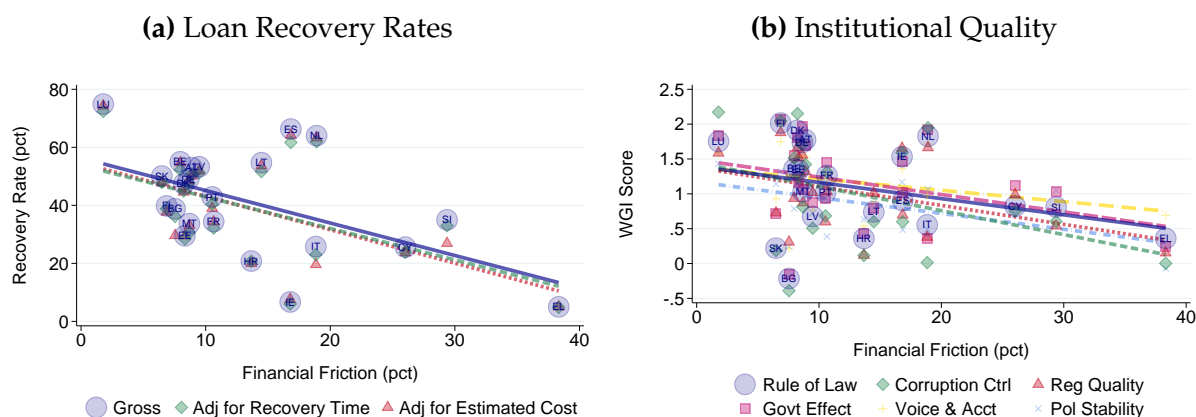 (a) Loan Recovery Rates
(b) Institutional Quality
80
60
40
20
0
Recovery Rate (pct)
LU
ES
NL
BE
LV
LT
SK
BG
FR
MT
EE
SI
HR
IT
CY
IE
EL
0
10
20
30
40
Financial Friction (pct)
Gross
Adj for Recovery Time
Adj for Estimated Cost
2.5
2
1.5
1
.5
0
-.5
WGI Score
LU
DK
NL
IE
FR
MT
PT
ES
LV
LT
CY
SI
IT
HR
SK
BG
EL
0
10
20
30
40
Financial Friction (pct)
Rule of Law
Corruption Ctrl
Reg Quality
Govt Effect
Voice & Acct
Pol Stability